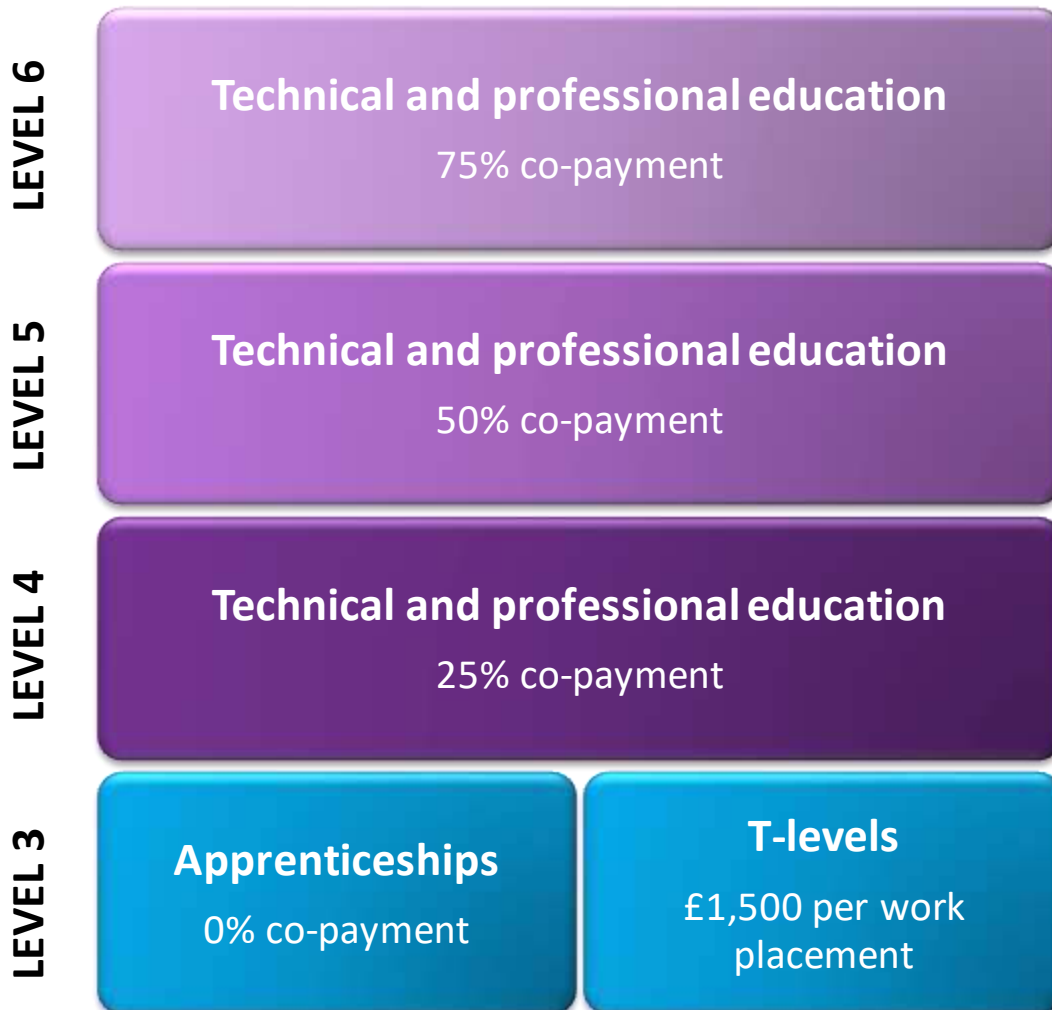 LEVEL 6
Technical and professional education
75% co-payment
LEVEL 5
Technical and professional education
50% co-payment
LEVEL 4
Technical and professional education
25% co-payment
LEVEL 3
Apprenticeships
0% co-payment
T-levels
£1,500 per work
placement